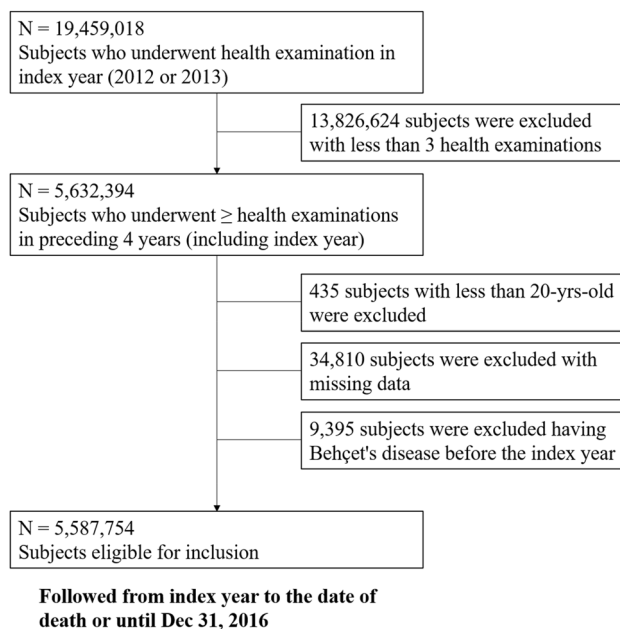 N = 19,459,018
Subjects who underwent health examination in
index year (2012 or 2013)
13,826,624 subjects were excluded
with less than 3 health examinations
N = 5,632,394
Subjects who underwent ≥ health examinations
in preceding 4 years (including index year)
435 subjects with less than 20-yrs-old
were excluded
34,810 subjects were excluded with
missing data
9,395 subjects were excluded having
Behçet's disease before the index year
N = 5,587,754
Subjects eligible for inclusion
Followed from index year to the date of
death or until Dec 31, 2016